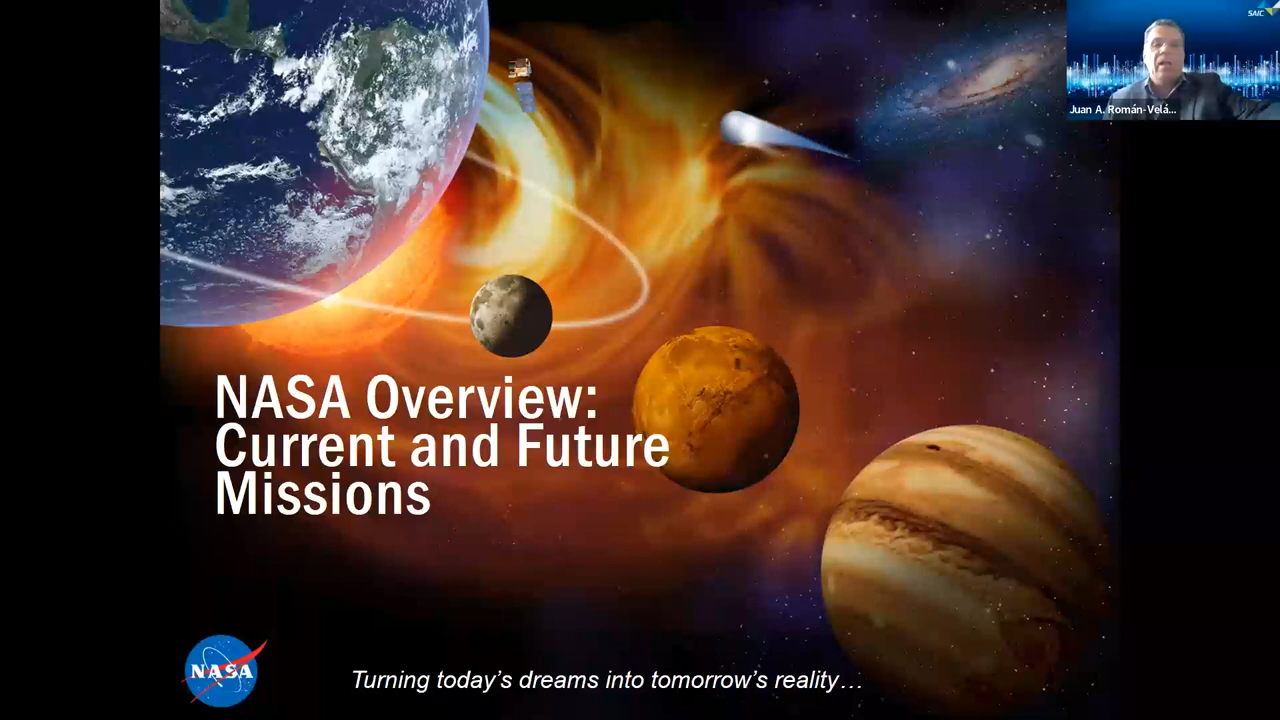 SAIC
Juan A. Román-Velá...
NASA Overview:
Current and Future
Missions
NASA
Turning today's dreams into tomorrow's reality…